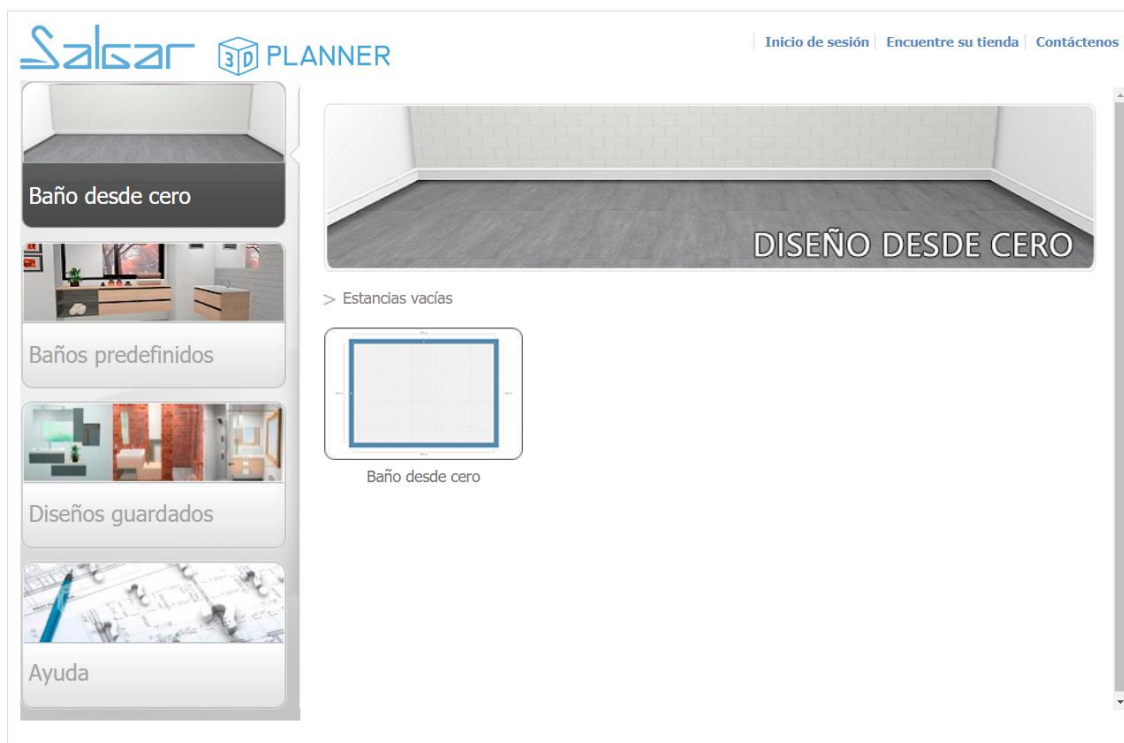 Salgar 3D PLANNER
Inicio de sesión Encuentre su tienda Contáctenos
Baño desde cero
Baños predefinidos
Diseños guardados
Ayuda
DISEÑO DESDE CERO
> Estancias vacías
Baño desde cero